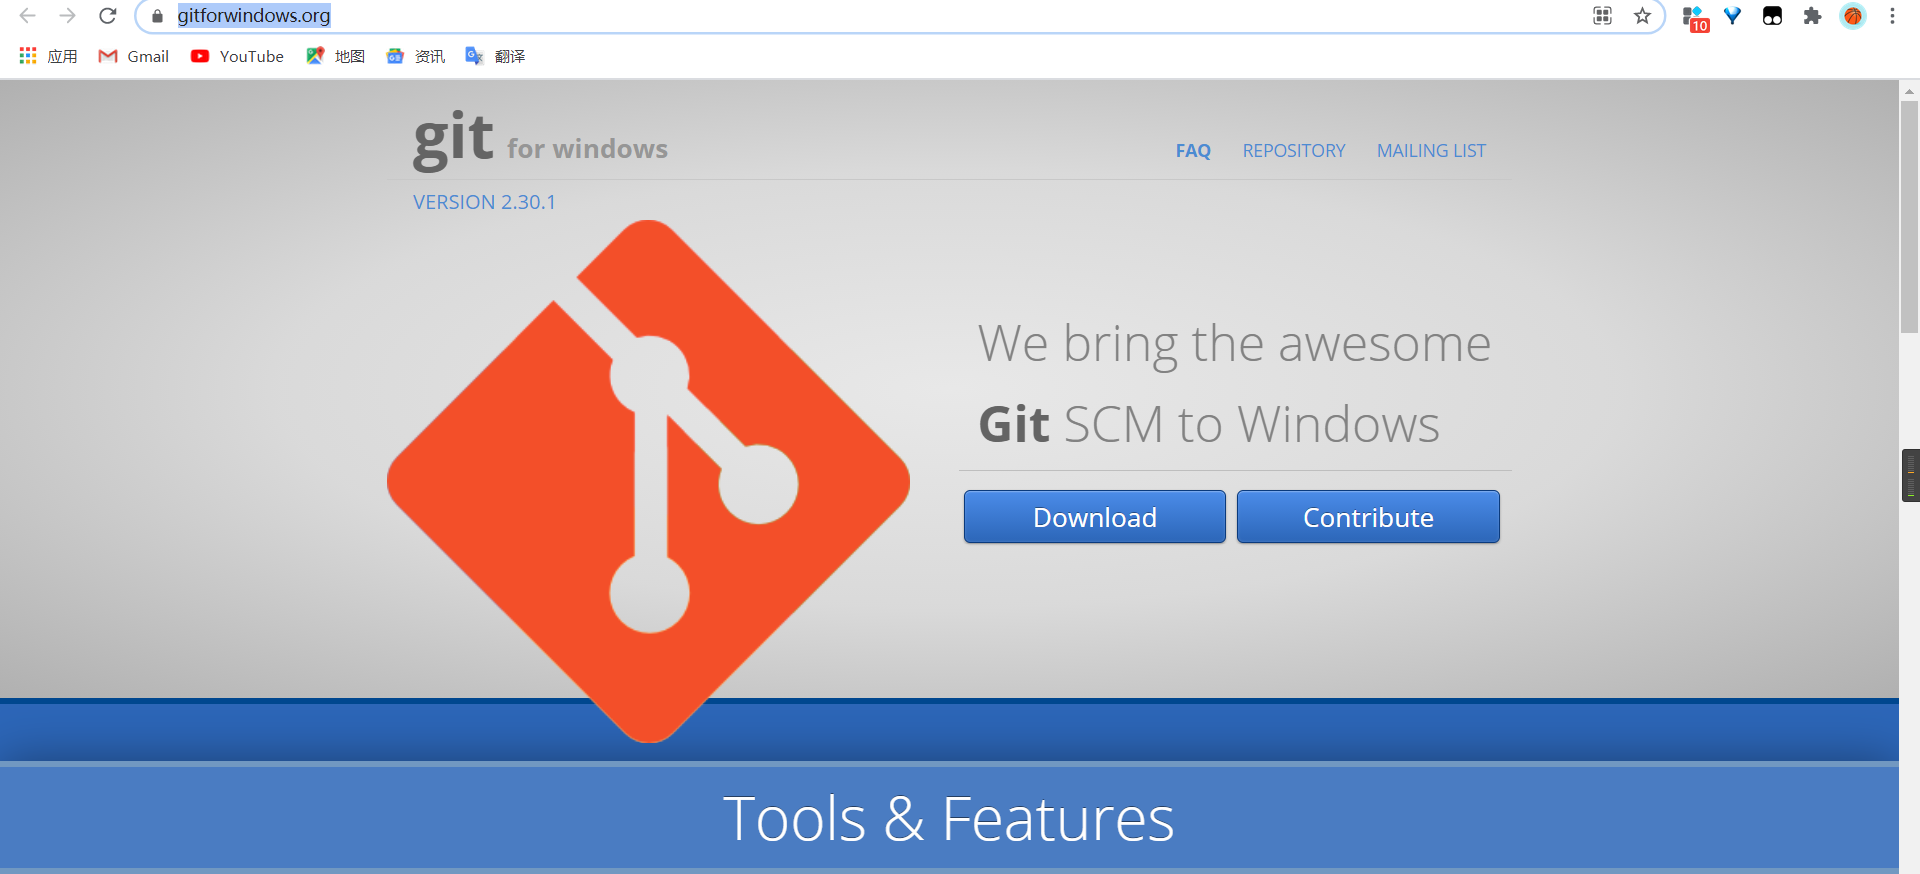 gitforwindows.org
10
应用 Gmail YouTube 地图 资讯 翻译
git for windows
FAQ REPOSITORY MAILING LIST
VERSION 2.30.1
We bring the awesome
Git SCM to Windows
Download Contribute
Tools & Features